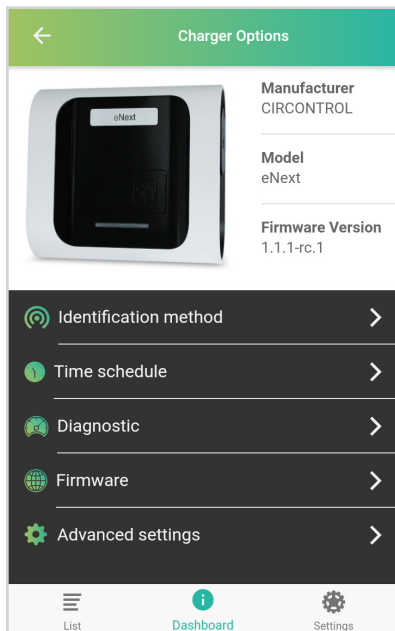 Charger Options
eNext
Manufacturer
CIRCONTROL
Model
eNext
Firmware Version
1.1.1-rc.1
Identification method
Time schedule
Diagnostic
Firmware
Advanced settings
List
Dashboard
Settings